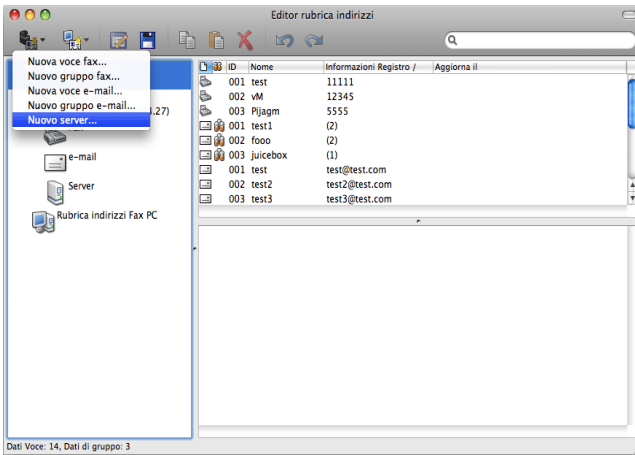 Editor rubrica indirizzi
Nuova voce fax...
Nuovo gruppo fax...
Nuova voce e-mail...
Nuovo gruppo e-mail...
Nuovo server...
.27)
e-mail
Server
Rubrica indirizzi Fax PC
ID Nome Informazioni Registro / Aggiorna il
001 test 11111
002 vM 12345
003 Pijagm 5555
001 test1 (2)
002 fooo (2)
003 juicebox (1)
001 test test@test.com
002 test2 test2@test.com
003 test3 test3@test.com
Dati Voce: 14, Dati di gruppo: 3